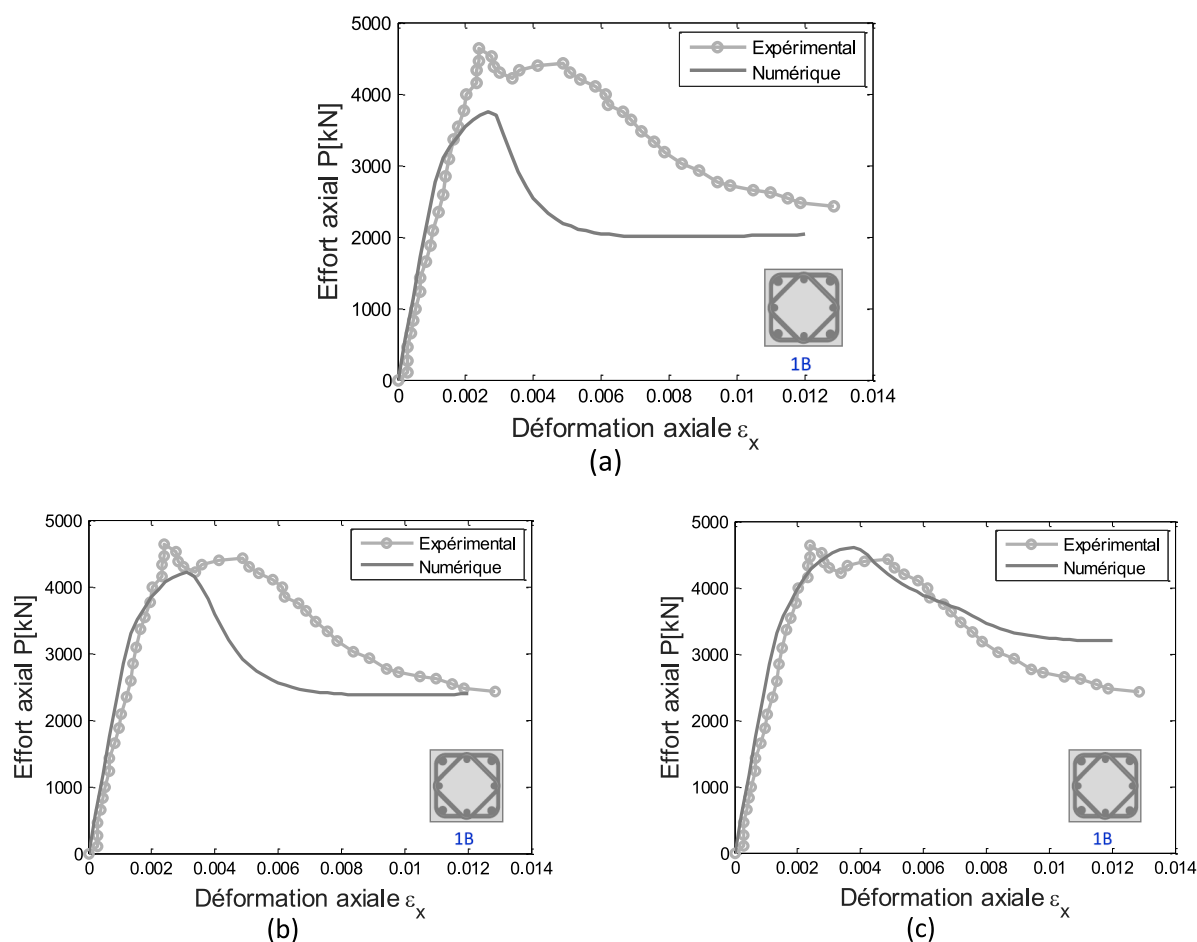 5000
4000
3000
2000
1000
0
Effort axial P[kN]
Expérimental
Numérique
1B
0 0.002 0.004 0.006 0.008 0.01 0.012 0.014
Déformation axiale εx
(a)
5000
4000
3000
2000
1000
0
Effort axial P[kN]
Expérimental
Numérique
1B
0 0.002 0.004 0.006 0.008 0.01 0.012 0.014
Déformation axiale εx
(b)
5000
4000
3000
2000
1000
0
Effort axial P[kN]
Expérimental
Numérique
1B
0 0.002 0.004 0.006 0.008 0.01 0.012 0.014
Déformation axiale εx
(c)